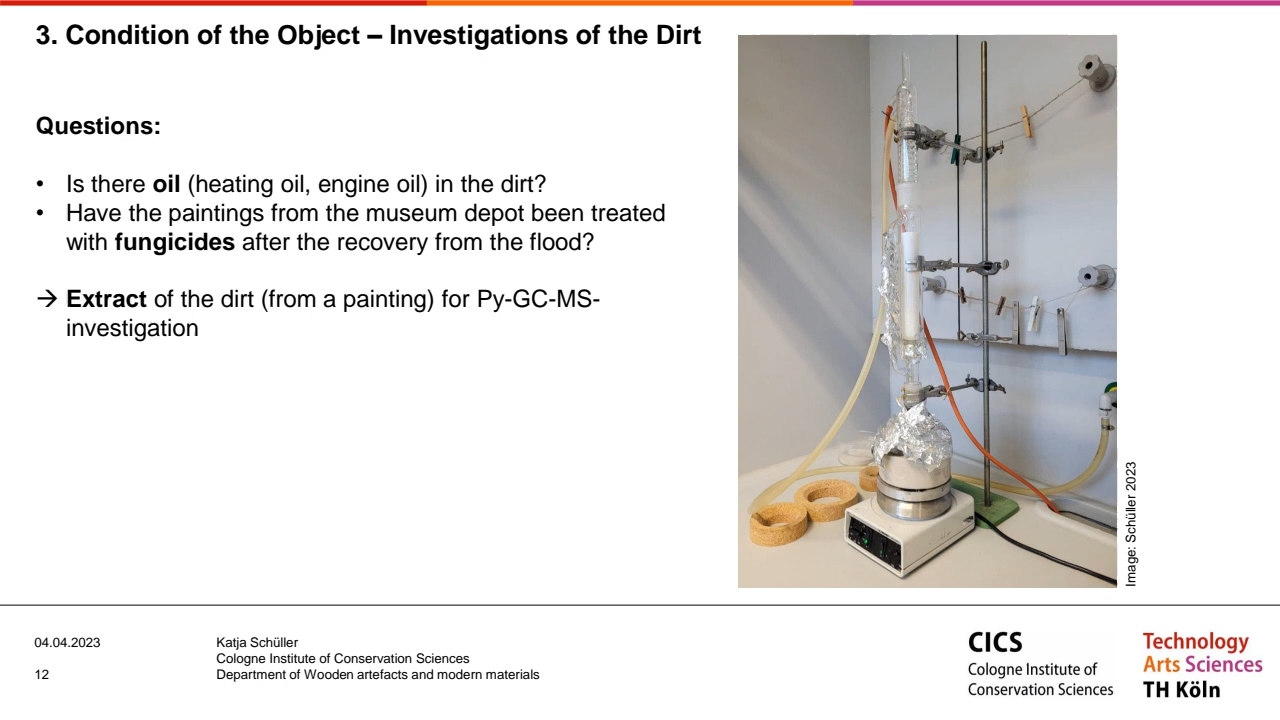 3. Condition of the Object – Investigations of the Dirt
Questions:
• Is there oil (heating oil, engine oil) in the dirt?
• Have the paintings from the museum depot been treated
with fungicides after the recovery from the flood?
→ Extract of the dirt (from a painting) for Py-GC-MS-
investigation
Image: Schüller 2023
04.04.2023
12
Katja Schüller
Cologne Institute of Conservation Sciences
Department of Wooden artefacts and modern materials
CICS
Cologne Institute of
Conservation Sciences
Technology
Arts Sciences
TH Köln